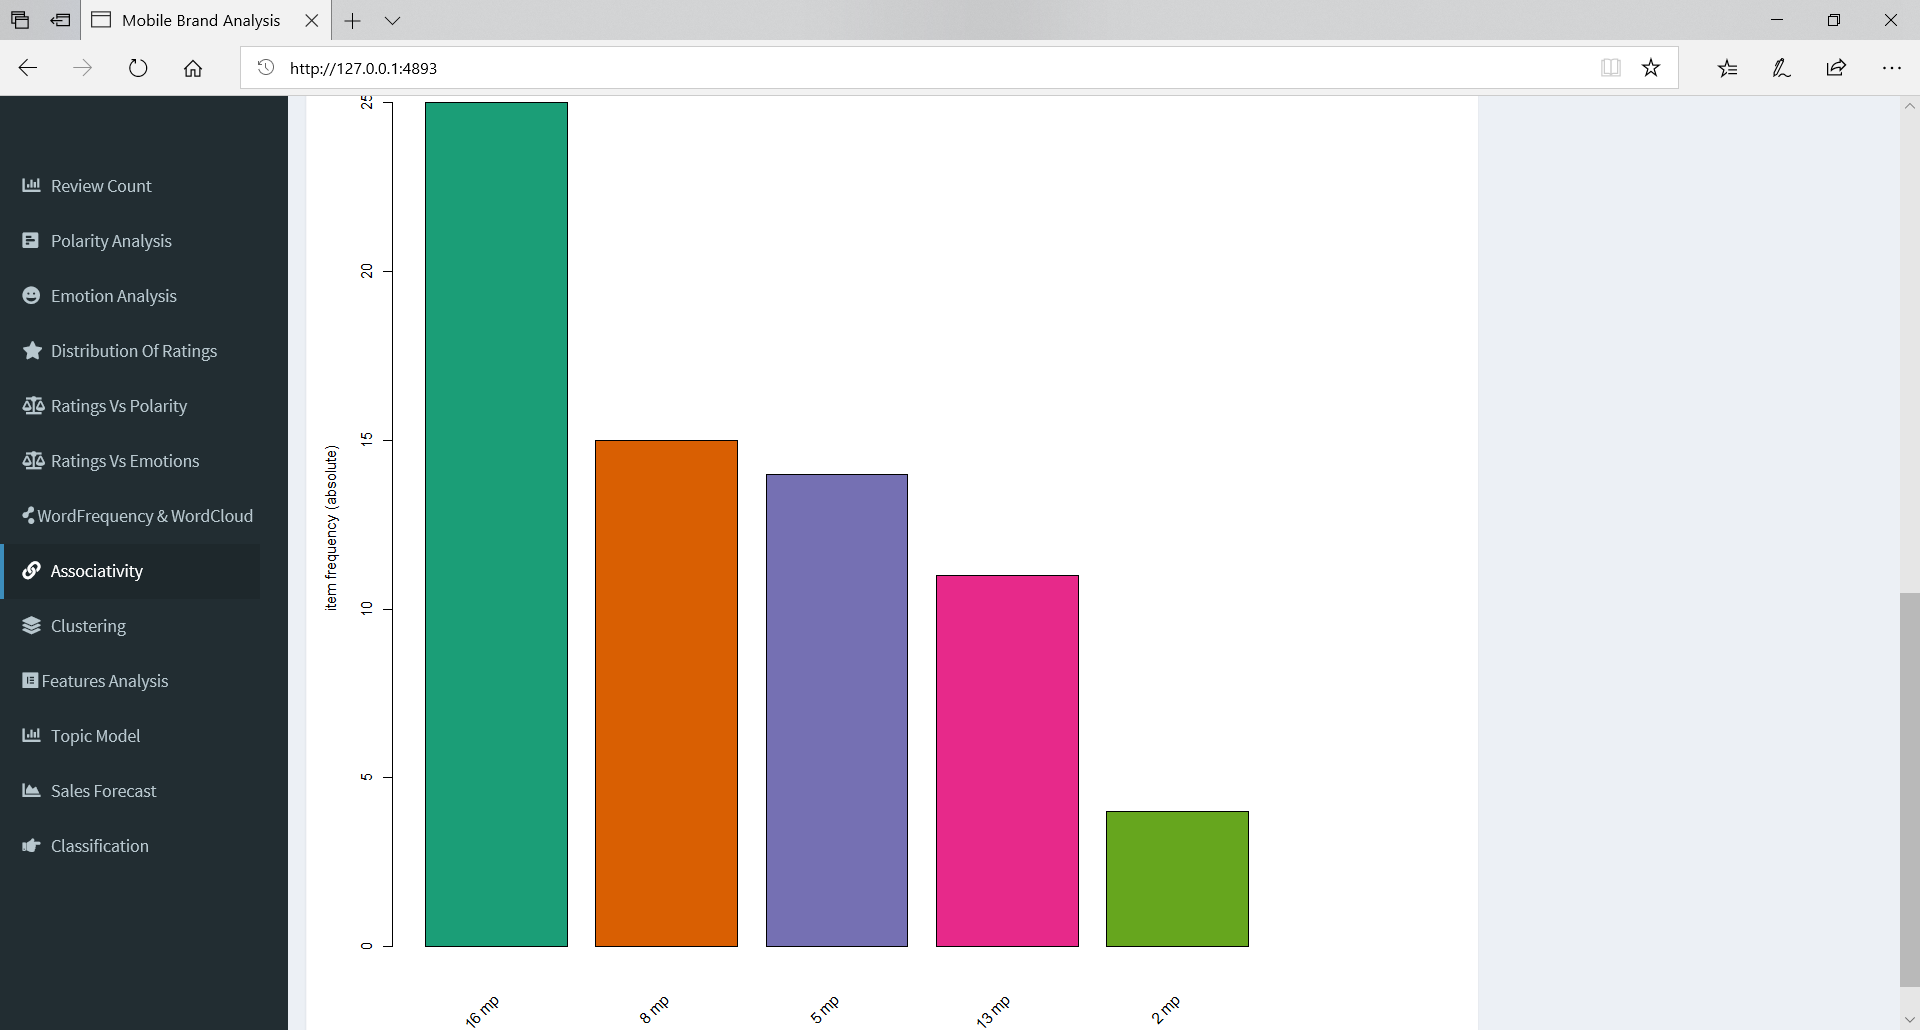 Mobile Brand Analysis
http://127.0.0.1:4893
Review Count
Polarity Analysis
Emotion Analysis
Distribution Of Ratings
Ratings Vs Polarity
Ratings Vs Emotions
WordFrequency & WordCloud
Associativity
Clustering
Features Analysis
Topic Model
Sales Forecast
Classification
item frequency (absolute)
25
20
15
10
5
0
16 mp
8 mp
5 mp
13 mp
2 mp